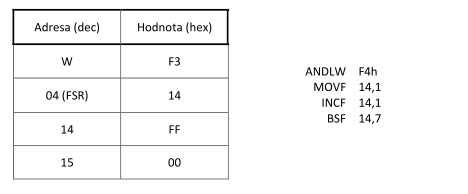 Adresa (dec) Hodnota (hex)
W F3
04 (FSR) 14
14 FF
15 00
ANDLW F4h
MOVF 14,1
INCF 14,1
BSF 14,7